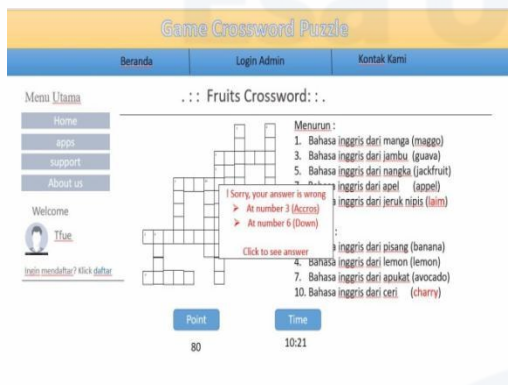 Game Crossword Puzzle
Beranda
Login Admin
Kontak Kami
Menu Utama
Home
apps
support
About us
Welcome
Tfue
Ingin mendaftar? Klick daftar
. : : Fruits Crossword: : .
Menurun :
1. Bahasa inggris dari manga (maggo)
3. Bahasa inggris dari jambu (guava)
5. Bahasa inggris dari nangka (jackfruit)
inggris dari apel (appel)
inggris dari jeruk nipis (laim)
:
inggris dari pisang (banana)
4. Bahasa inggris dari lemon (lemon)
7. Bahasa inggris dari apukat (avocado)
10. Bahasa inggris dari ceri (charry)
I Sorry, your answer is wrong
➢ At number 3 (Accros)
➢ At number 6 (Down)
Click to see answer
Point
80
Time
10:21